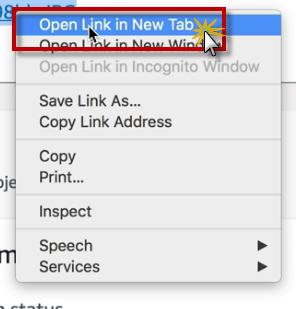 Open Link in New Tab
Open Link in New Window
Open Link in Incognito Window
Save Link As...
Copy Link Address
Copy
Print...
Inspect
Speech
Services
status